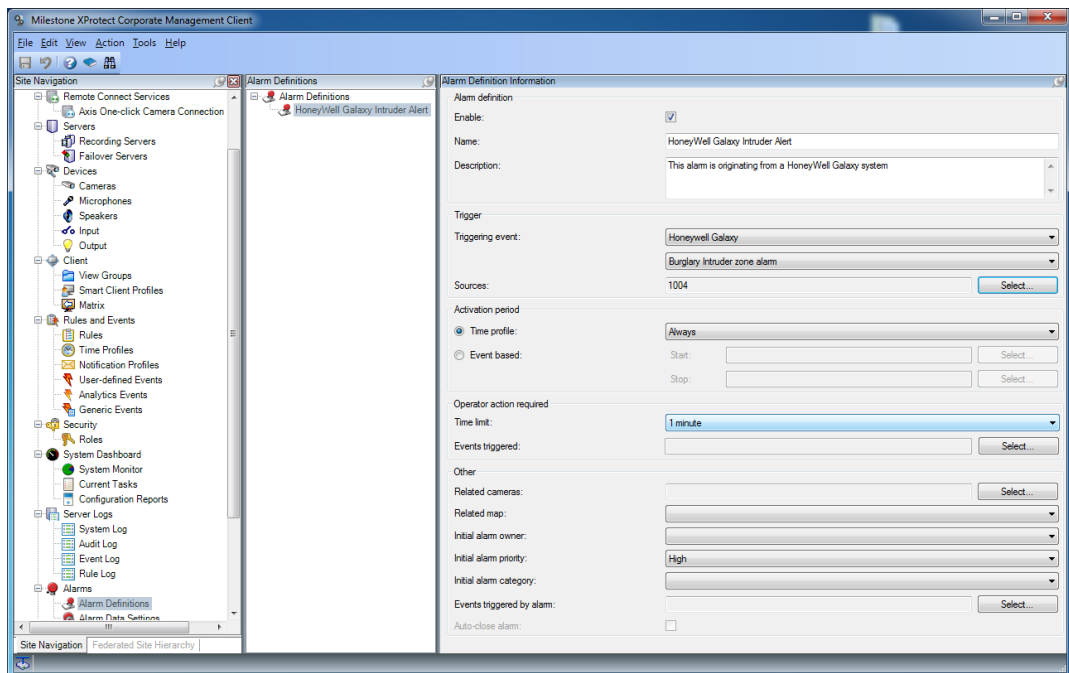 Milestone XProtect Corporate Management Client
File Edit View Action Tools Help
Site Navigation
Remote Connect Services
Axis One-click Camera Connection
Servers
Recording Servers
Failover Servers
Devices
Cameras
Microphones
Speakers
Input
Output
Client
View Groups
Smart Client Profiles
Matrix
Rules and Events
Rules
Time Profiles
Notification Profiles
User-defined Events
Analytics Events
Generic Events
Security
Roles
System Dashboard
System Monitor
Current Tasks
Configuration Reports
Server Logs
System Log
Audit Log
Event Log
Rule Log
Alarms
Alarm Definitions
Alarm Data Settings
Site Navigation Federated Site Hierarchy
Alarm Definitions
Alarm Definitions
HoneyWell Galaxy Intruder Alert
Alarm Definition Information
Alarm definition
Enable:
Name: HoneyWell Galaxy Intruder Alert
Description: This alarm is originating from a HoneyWell Galaxy system
Trigger
Triggering event: Honeywell Galaxy
Burglary Intruder zone alarm
Sources: 1004 Select...
Activation period
Time profile: Always
Event based: Start: Select...
Stop: Select...
Operator action required
Time limit: 1 minute
Events triggered: Select...
Other
Related cameras: Select...
Related map:
Initial alarm owner:
Initial alarm priority: High
Initial alarm category:
Events triggered by alarm: Select...
Auto-close alarm: